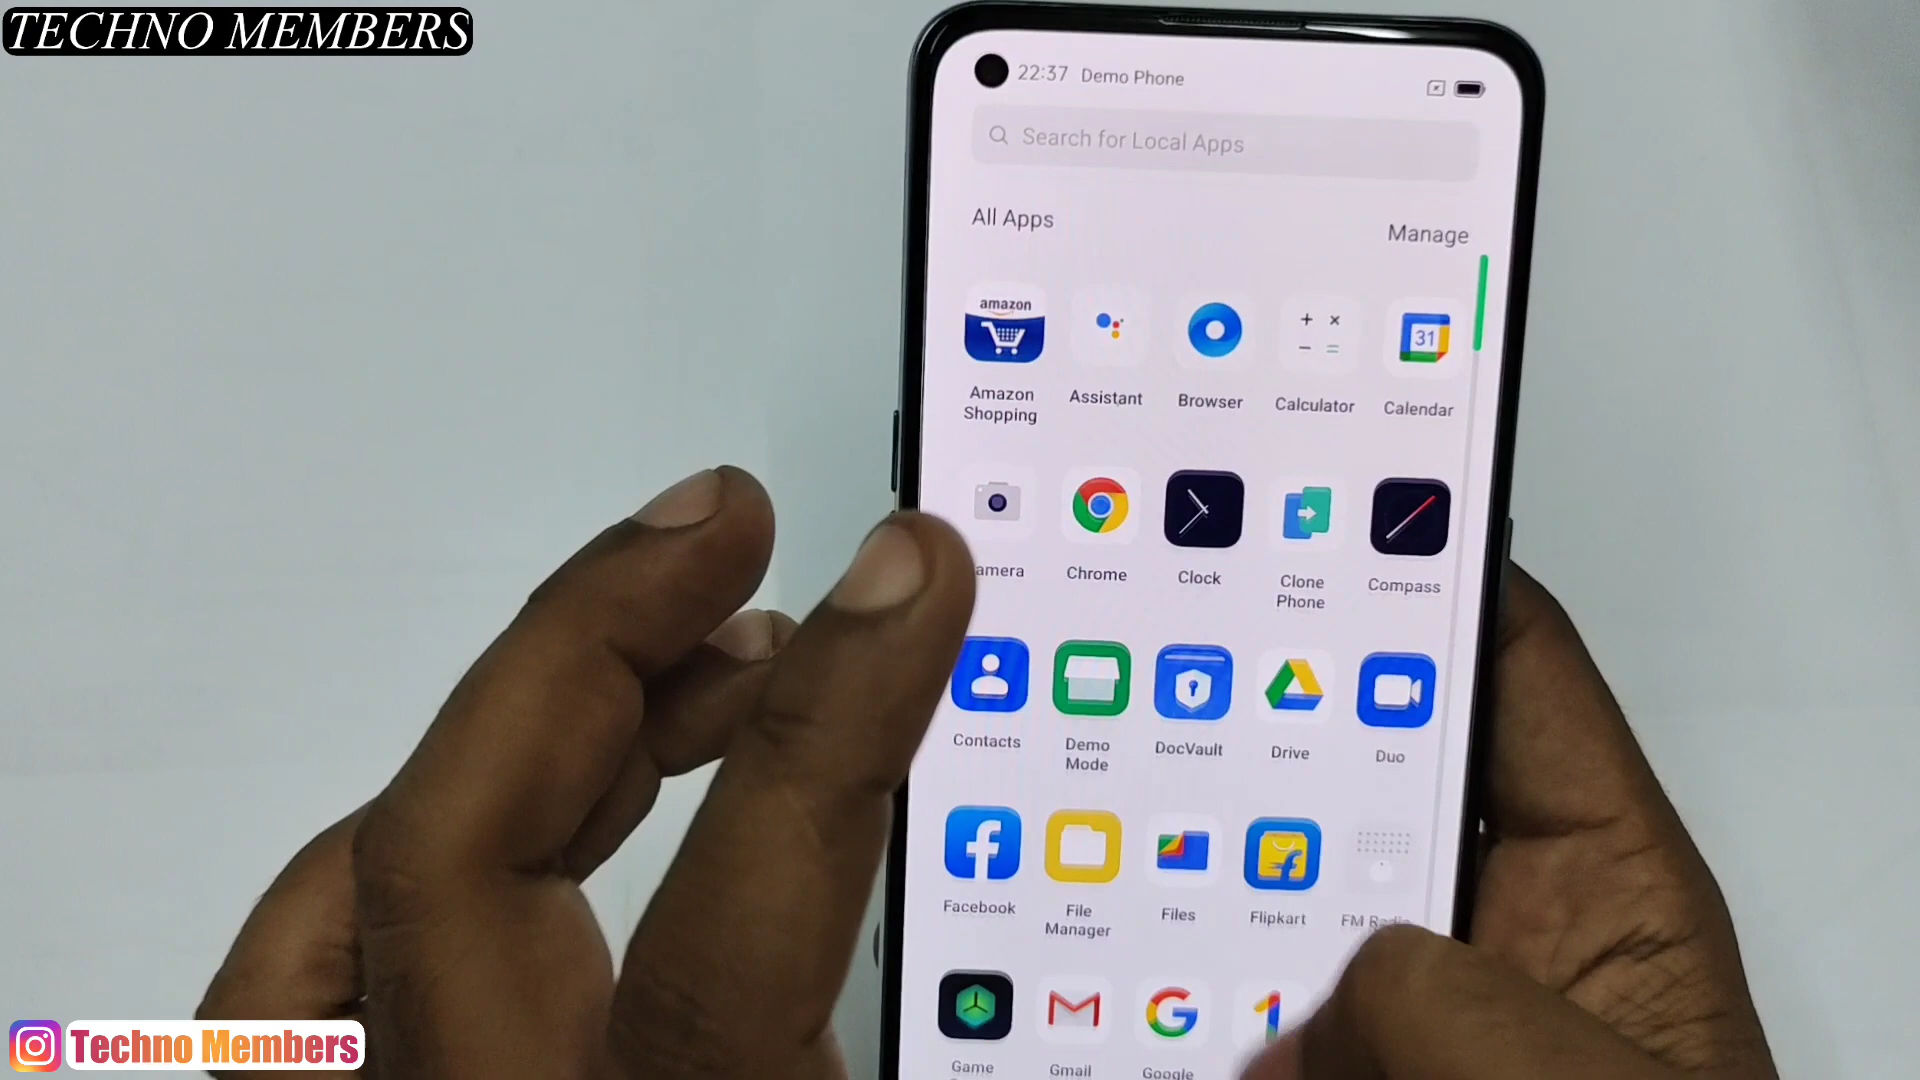 TECHNO MEMBERS
22:37 Demo Phone
Search for Local Apps
All Apps
Manage
amazon
31
Amazon
Shopping
Assistant
Browser
Calculator
Calendar
amera
Chrome
Clock
Clone
Phone
Compass
Contacts
Demo
Mode
DocVault
Drive
Duo
Facebook
File
Manager
Files
Flipkart
FM Radio
Game
Gmail
Google
Techno Members